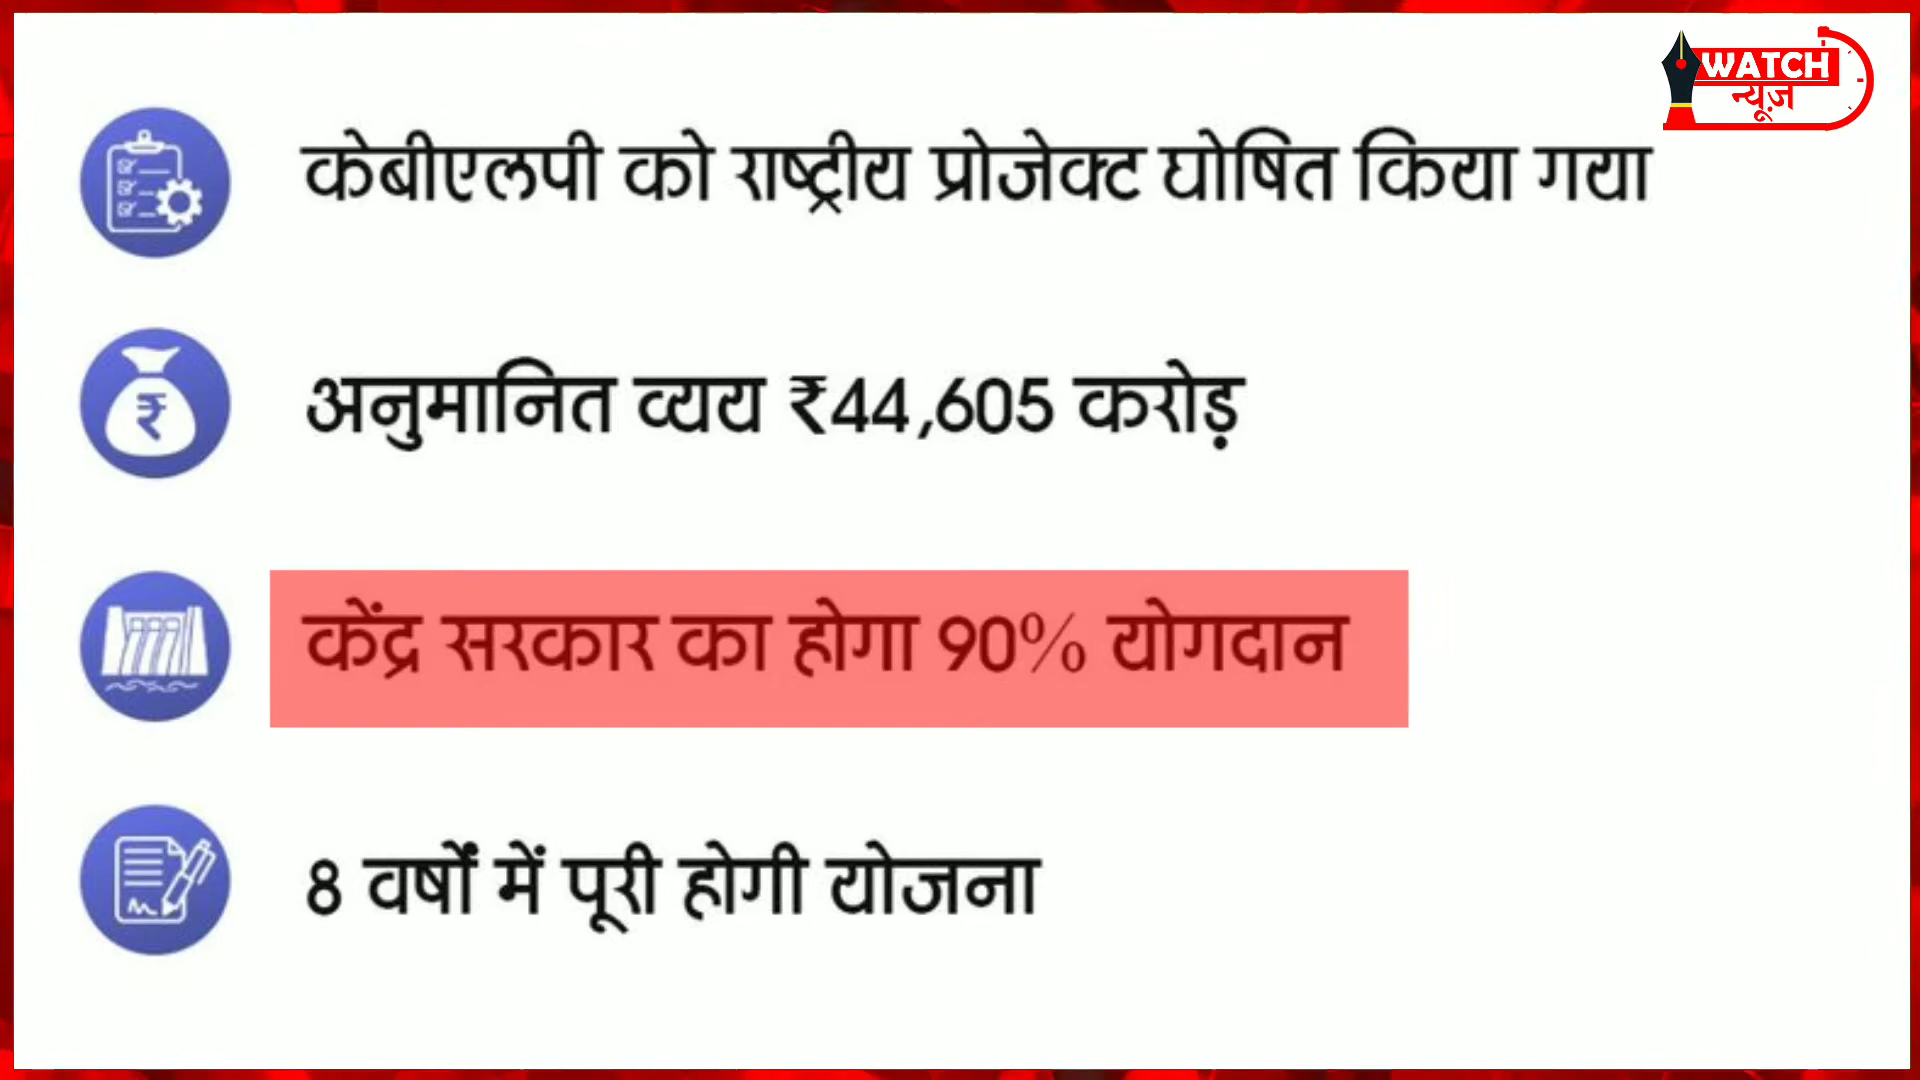 WATCH
न्यूज़
केबीएलपी को राष्ट्रीय प्रोजेक्ट घोषित किया गया
अनुमानित व्यय ₹44,605 करोड़
केंद्र सरकार का होगा 90% योगदान
8 वर्षों में पूरी होगी योजना